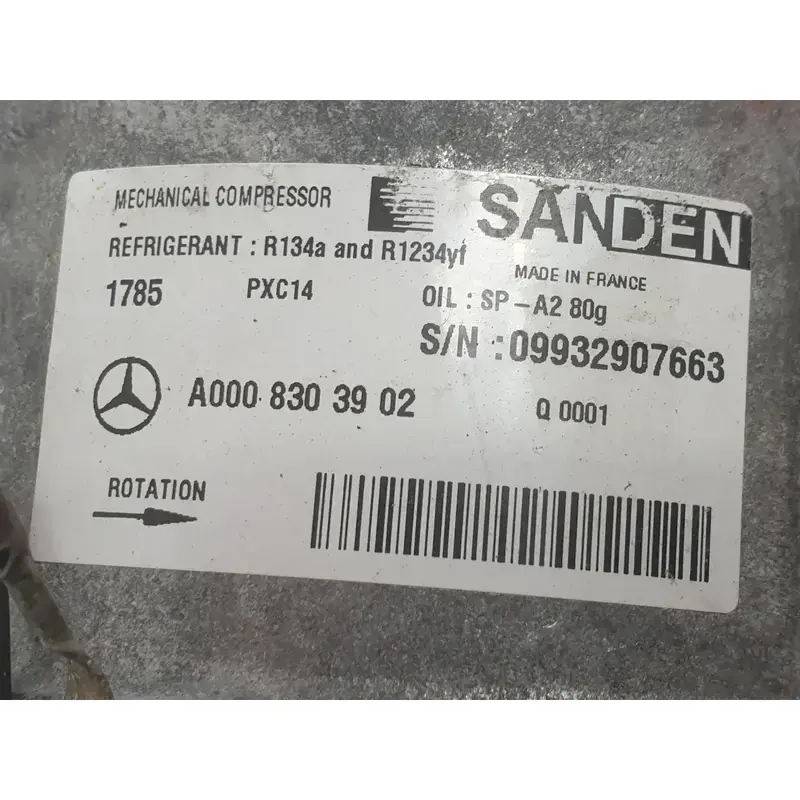 MECHANICAL COMPRESSOR
SANDEN
REFRIGERANT : R134a and R1234yf
MADE IN FRANCE
1785 PXC14 OIL : SP-A2 80g
S/N :09932907663
A000 830 39 02
Q 0001
ROTATION